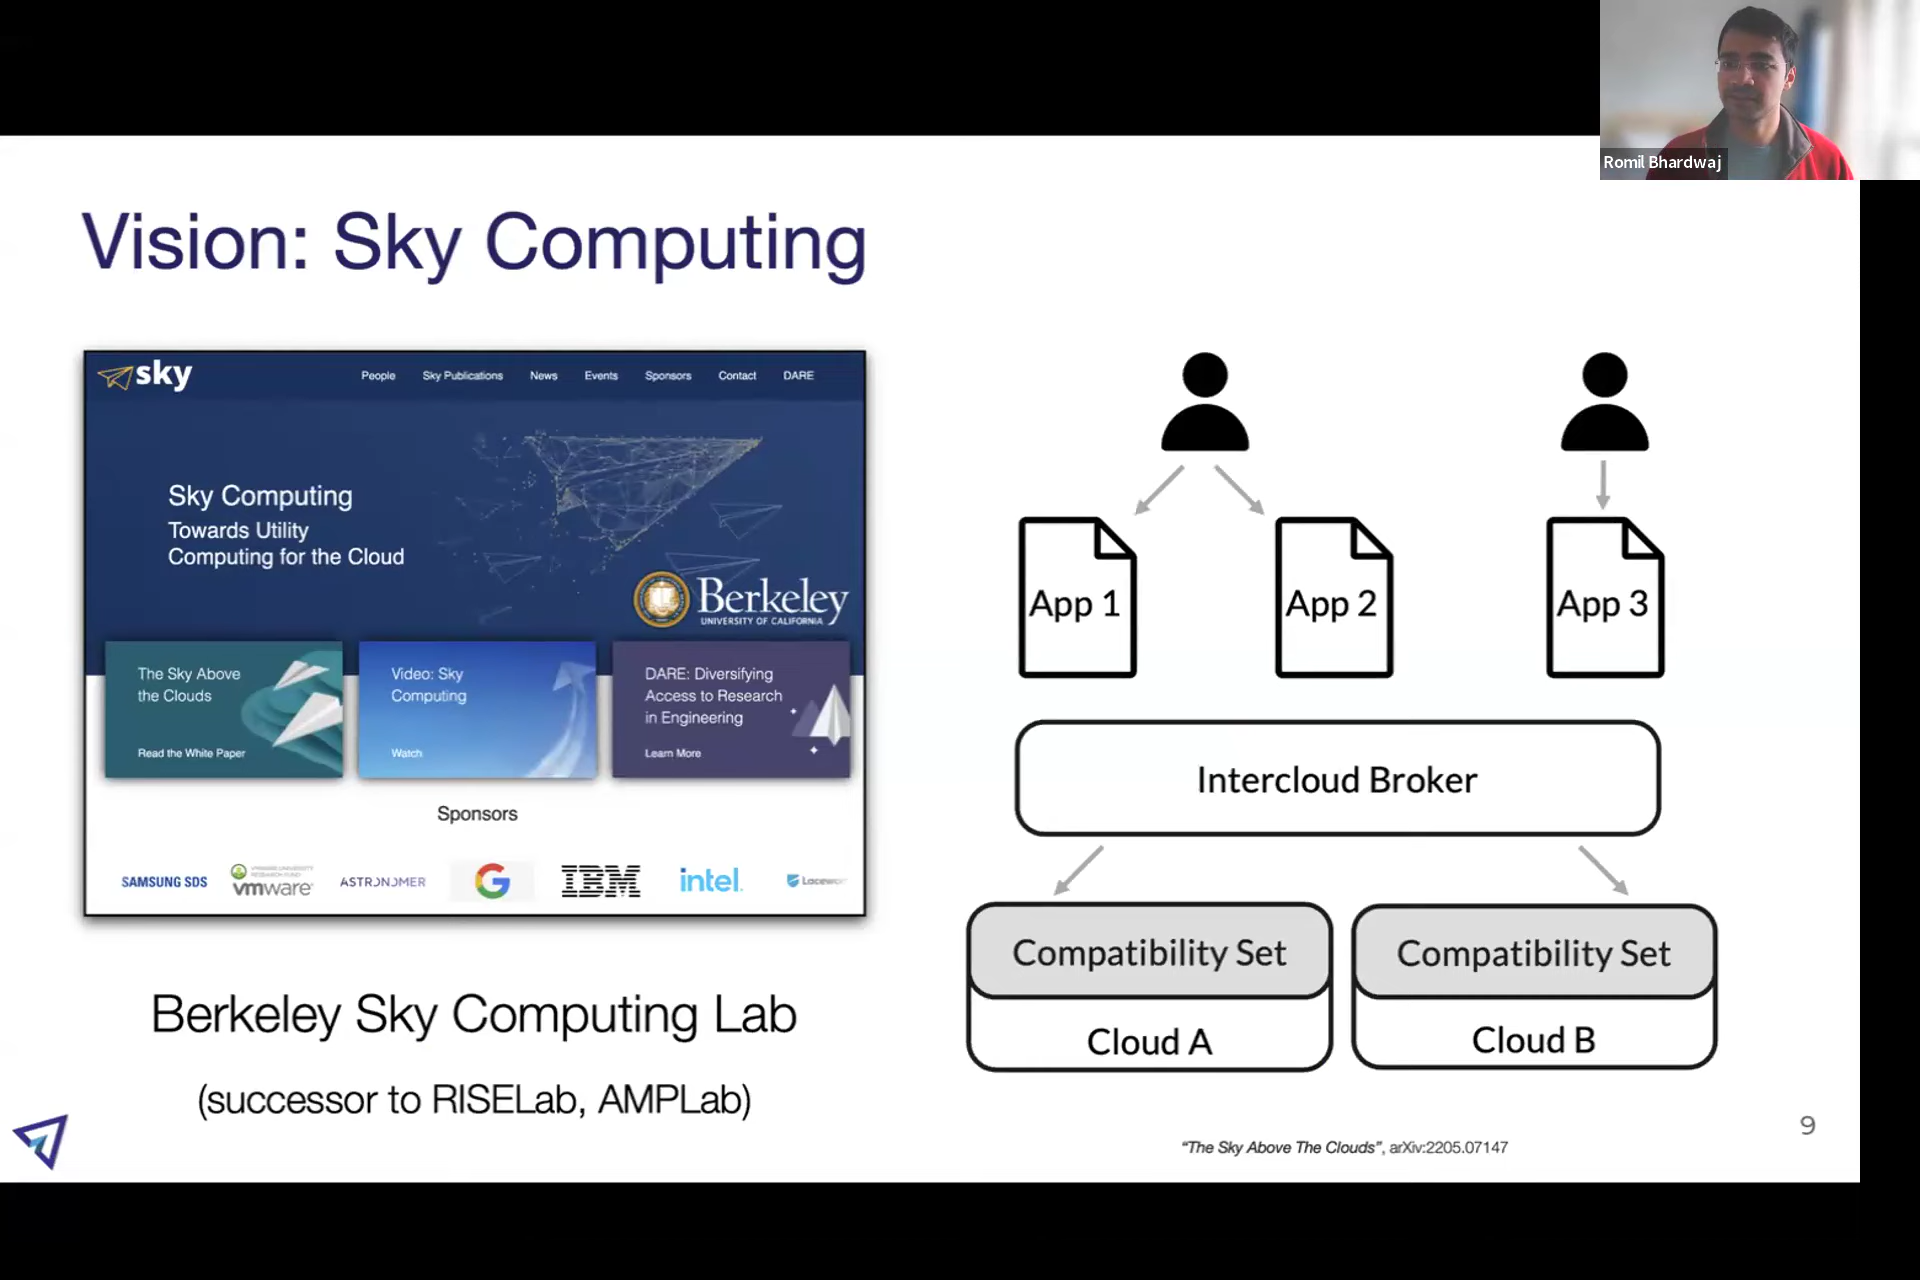 Romil Bhardwaj
Vision: Sky Computing
sky
People Sky Publications News Events Sponsors Contact DARE
Sky Computing
Towards Utility
Computing for the Cloud
Berkeley
UNIVERSITY OF CALIFORNIA
The Sky Above
the Clouds
Read the White Paper
Video: Sky
Computing
Watch
DARE: Diversifying
Access to Research
in Engineering
Learn More
Sponsors
SAMSUNG SDS
vmware
ASTRONOMER
G
IBM
intel.
Berkeley Sky Computing Lab
(successor to RISELab, AMPLab)
App 1
App 2
App 3
Intercloud Broker
Compatibility Set
Cloud A
Compatibility Set
Cloud B
"The Sky Above The Clouds", arXiv:2205.07147
9